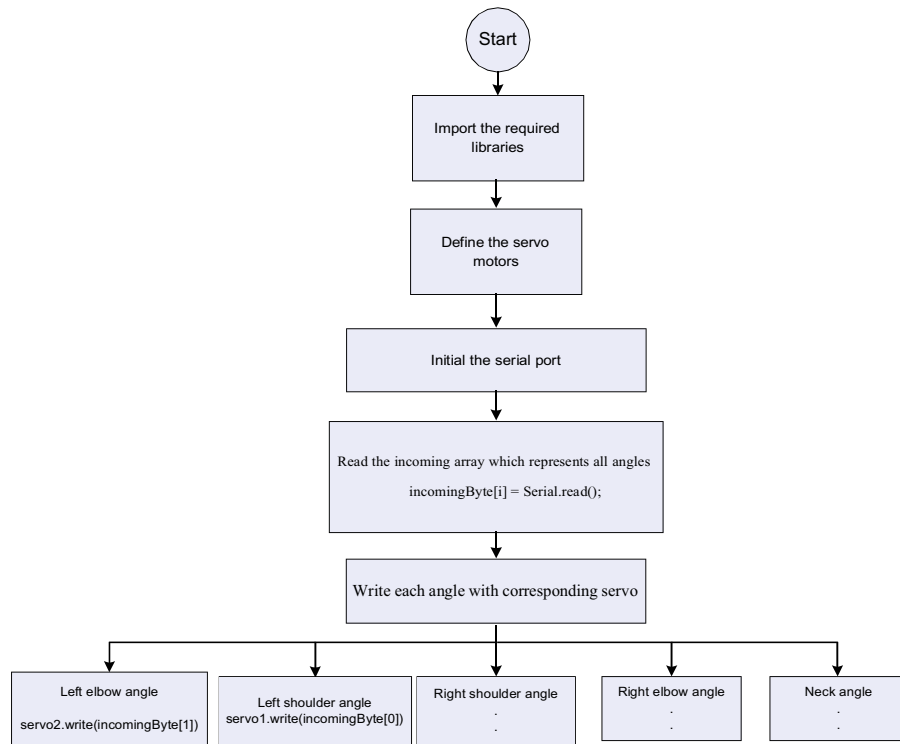 Start
Import the required
libraries
Define the servo
motors
Initial the serial port
Read the incoming array which represents all angles
incomingByte[i] = Serial.read();
Write each angle with corresponding servo
Left elbow angle
servo2.write(incomingByte[1])
Left shoulder angle
servo1.write(incomingByte[0])
Right shoulder angle
.
.
Right elbow angle
.
.
Neck angle
.
.